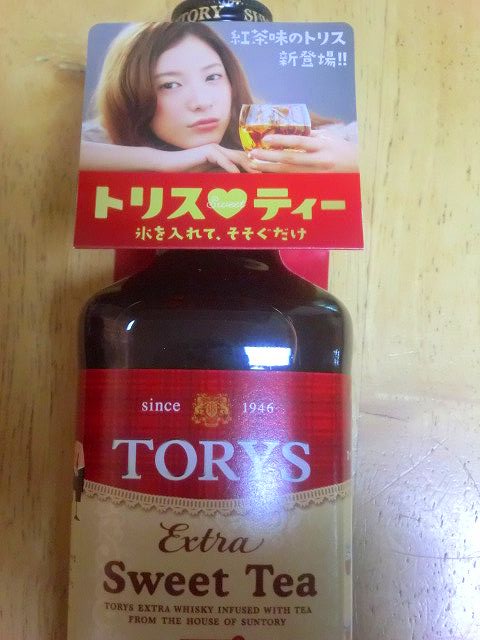 TORYS
紅茶味のトリス
新登場!!
トリス Sweet ティー
氷を入れて、そそぐだけ
since 1946
TORYS
Extra
Sweet Tea
TORYS EXTRA WHISKY INFUSED WITH TEA
FROM THE HOUSE OF SUNTORY